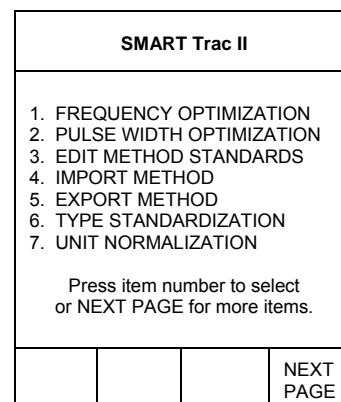 SMART Trac II
1. FREQUENCY OPTIMIZATION
2. PULSE WIDTH OPTIMIZATION
3. EDIT METHOD STANDARDS
4. IMPORT METHOD
5. EXPORT METHOD
6. TYPE STANDARDIZATION
7. UNIT NORMALIZATION
Press item number to select
or NEXT PAGE for more items.
NEXT
PAGE